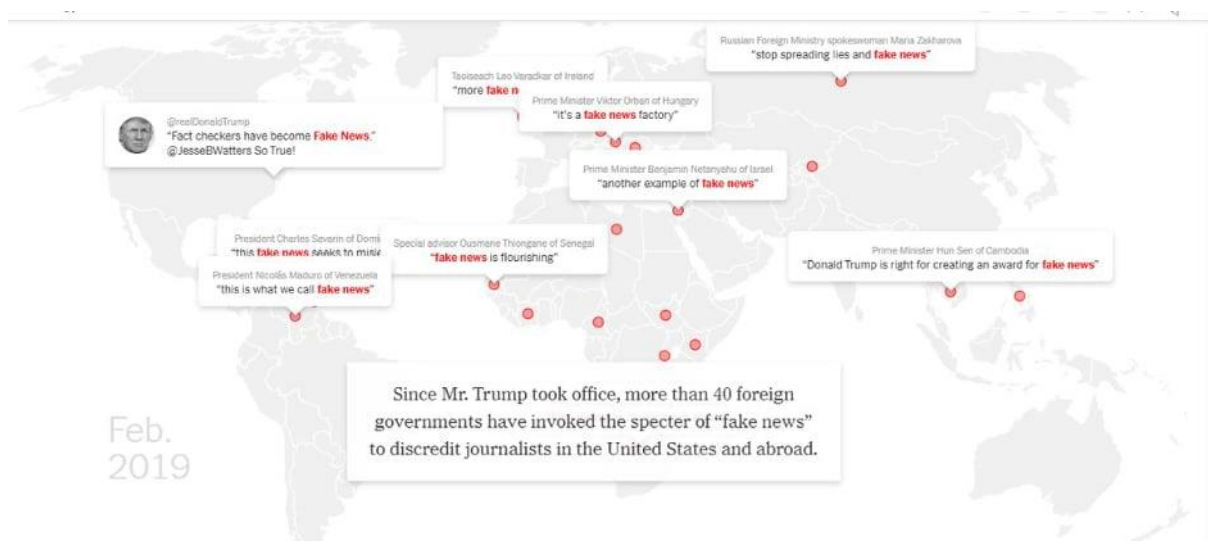 Russian Foreign Ministry spokeswoman Maria Zakharova
“stop spreading lies and fake news”
Taoiseach Leo Varadkar of Ireland
“more fake n
Prime Minister Viktor Orban of Hungary
“it's a fake news factory”
@realDonaldTrump
“Fact checkers have become Fake News.”
@JesseBWatters So True!
Prime Minister Benjamin Netanyahu of Israel
“another example of fake news”
President Charles Severin of Domi
“this fake news seeks to misle
Special advisor Ousmane Thiongane of Senegal
“fake news is flourishing”
Prime Minister Hun Sen of Cambodia
“Donald Trump is right for creating an award for fake news”
President Nicolás Maduro of Venezuela
“this is what we call fake news”
Since Mr. Trump took office, more than 40 foreign
governments have invoked the specter of “fake news”
to discredit journalists in the United States and abroad.
Feb.
2019